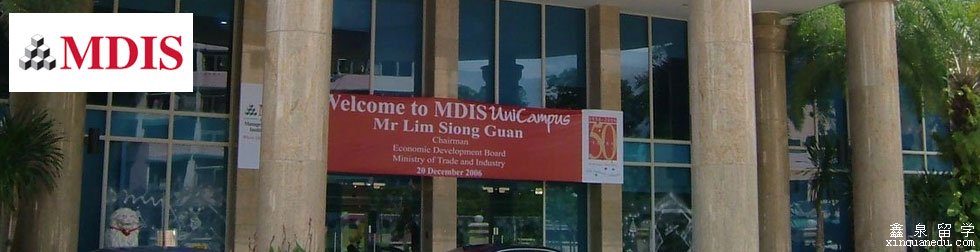 MDIS
Welcome to MDIS UniCampus
Mr Lim Siong Guan
Chairman
Economic Development Board
Ministry of Trade and Industry
20 December 2006
50
鑫泉留学
xinquanedu.com